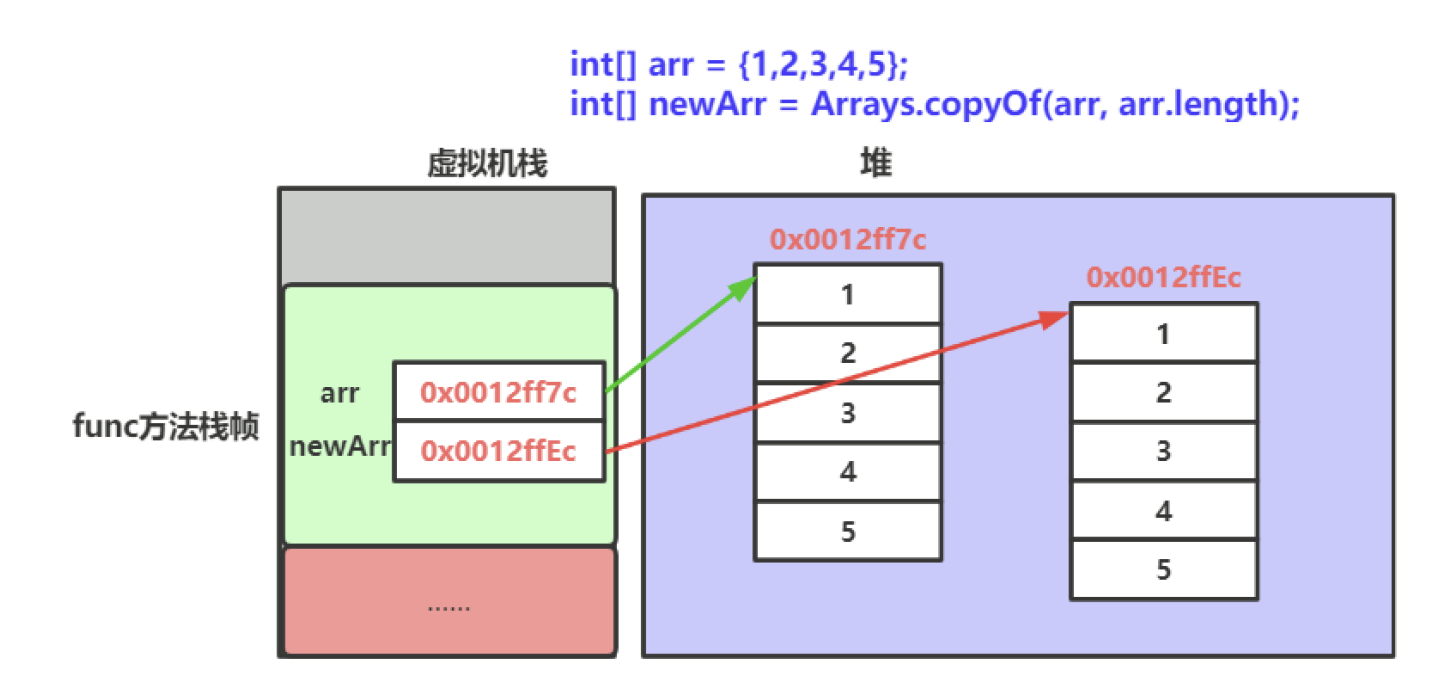 int[] arr = {1,2,3,4,5};
int[] newArr = Arrays.copyOf(arr, arr.length);
虚拟机栈
堆
func方法栈帧
arr
0x0012ff7c
newArr
0x0012ffEc
......
0x0012ff7c
1
2
3
4
5
0x0012ffEc
1
2
3
4
5